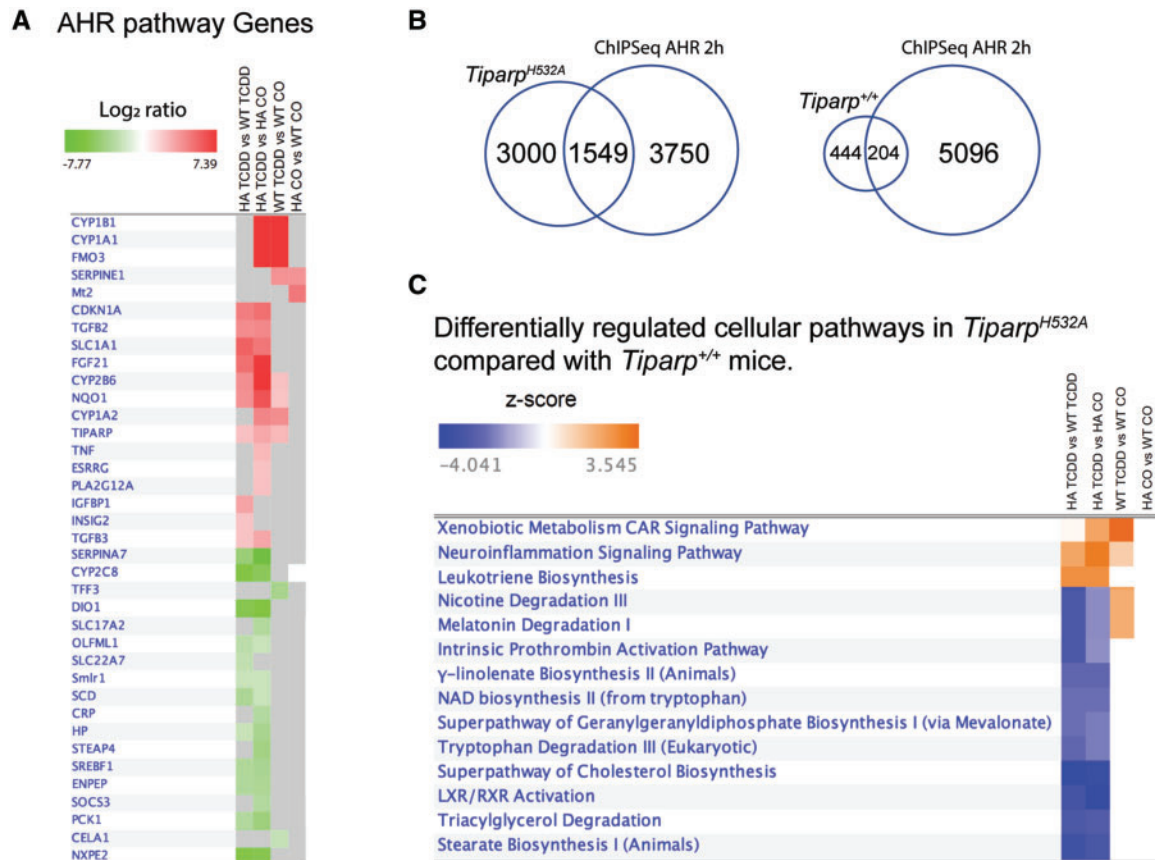 A AHR pathway Genes
Log₂ ratio
-7.77 7.39
HA TCDD vs WT TCDD
HA TCDD vs HA CO
WT TCDD vs WT CO
HA CO vs WT CO
CYP1B1
CYP1A1
FMO3
SERPINE1
Mt2
CDKN1A
TGFB2
SLC1A1
FGF21
CYP2B6
NQO1
CYP1A2
TIPARP
TNF
ESRRG
PLA2G12A
IGFBP1
INSIG2
TGFB3
SERPINA7
CYP2C8
TFF3
DIO1
SLC17A2
OLFML1
SLC22A7
Smlr1
SCD
CRP
HP
STEAP4
SREBF1
ENPEP
SOCS3
PCK1
CELA1
NXPE2
B
ChIPSeq AHR 2h
Tiparp^H532A
3000 1549 3750
ChIPSeq AHR 2h
Tiparp^+/+
444 204 5096
C
Differentially regulated cellular pathways in Tiparp^H532A
compared with Tiparp^+/+ mice.
z-score
−4.041 3.545
HA TCDD vs WT TCDD
HA TCDD vs HA CO
WT TCDD vs WT CO
HA CO vs WT CO
Xenobiotic Metabolism CAR Signaling Pathway
Neuroinflammation Signaling Pathway
Leukotriene Biosynthesis
Nicotine Degradation III
Melatonin Degradation I
Intrinsic Prothrombin Activation Pathway
γ-linolenate Biosynthesis II (Animals)
NAD biosynthesis II (from tryptophan)
Superpathway of Geranylgeranyldiphosphate Biosynthesis I (via Mevalonate)
Tryptophan Degradation III (Eukaryotic)
Superpathway of Cholesterol Biosynthesis
LXR/RXR Activation
Triacylglycerol Degradation
Stearate Biosynthesis I (Animals)